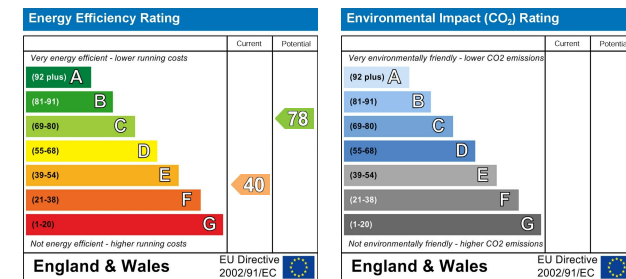 Energy Efficiency Rating
Current Potential
Very energy efficient - lower running costs
(92 plus) A
(81-91) B
(69-80) C
78
(55-68) D
(39-54) E
40
(21-38) F
(1-20) G
Not energy efficient - higher running costs
England & Wales
EU Directive
2002/91/EC
Environmental Impact (CO2) Rating
Current Potential
Very environmentally friendly - lower CO2 emissions
(92 plus) A
(81-91) B
(69-80) C
(55-68) D
(39-54) E
(21-38) F
(1-20) G
Not environmentally friendly - higher CO2 emissions
England & Wales
EU Directive
2002/91/EC